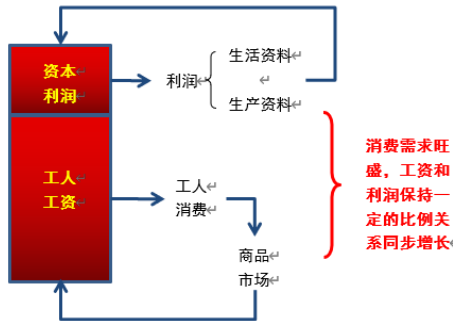 资本
利润
利润
生活资料
生产资料
工人
工资
工人
消费
商品
市场
消费需求旺
盛，工资和
利润保持一
定的比例关
系同步增长